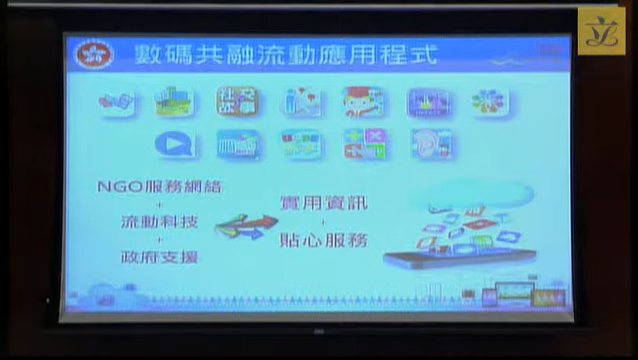 數碼共融流動應用程式
NGO服務網絡
+
流動科技
+
政府支援
實用資訊
+
貼心服務